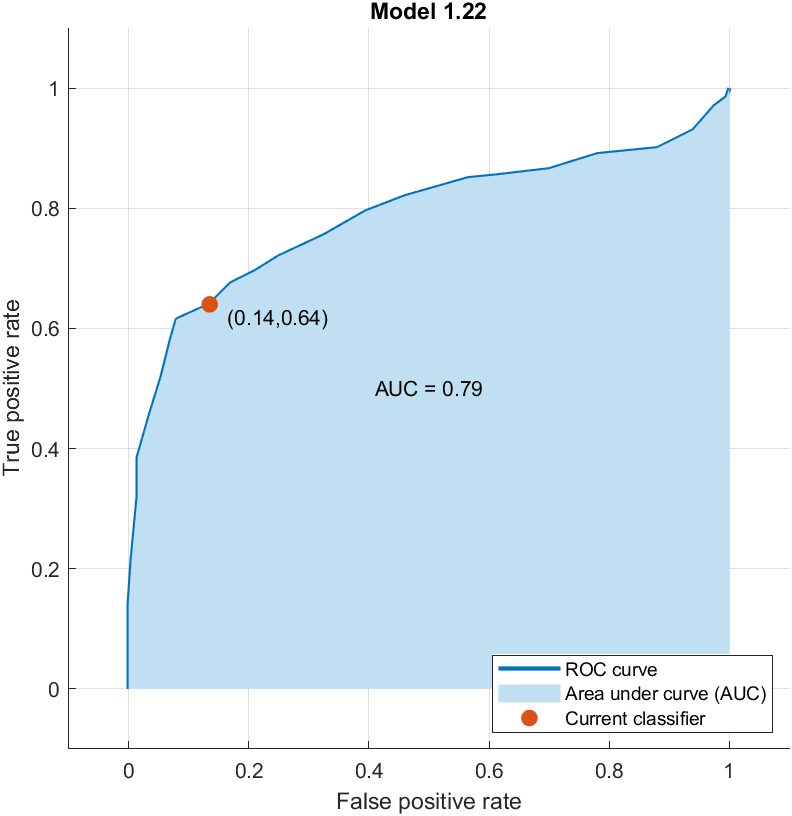 Model 1.22
1
0.8
0.6
0.4
0.2
0
True positive rate
(0.14,0.64)
AUC = 0.79
ROC curve
Area under curve (AUC)
Current classifier
0 0.2 0.4 0.6 0.8 1
False positive rate